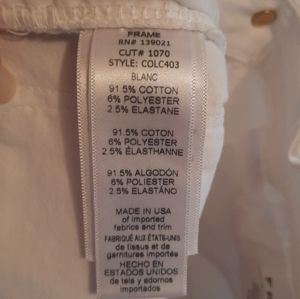 FRAME
RN# 139021
CUT# 1070
STYLE: COLC403
BLANC
91.5% COTTON
6% POLYESTER
2.5% ELASTANE
91.5% COTON
6% POLYESTER
2.5% ÉLASTHANNE
91.5% ALGODÓN
6% POLIESTER
2.5% ELASTÁNO
MADE IN USA
of imported
fabrics and trim
FABRIQUÉ AUX ÉTATS-UNIS
de tissus et de
garnitures importés
HECHO EN
ESTADOS UNIDOS
de tela y adornos
importados